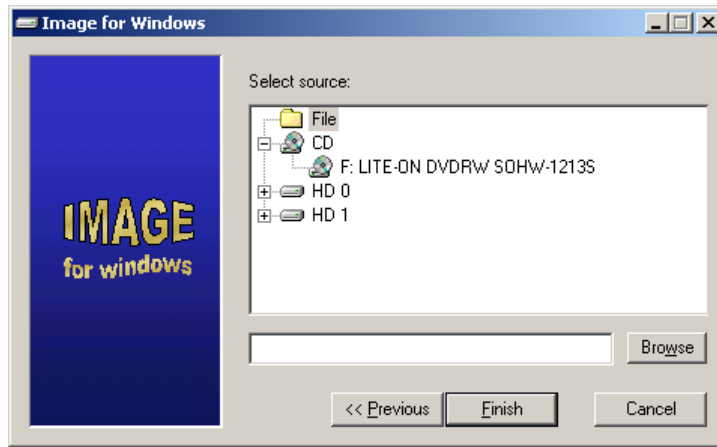 Image for Windows
Select source:
File
CD
F: LITE-ON DVDRW SOHW-1213S
HD 0
HD 1
IMAGE
for windows
Browse
<< Previous
Finish
Cancel